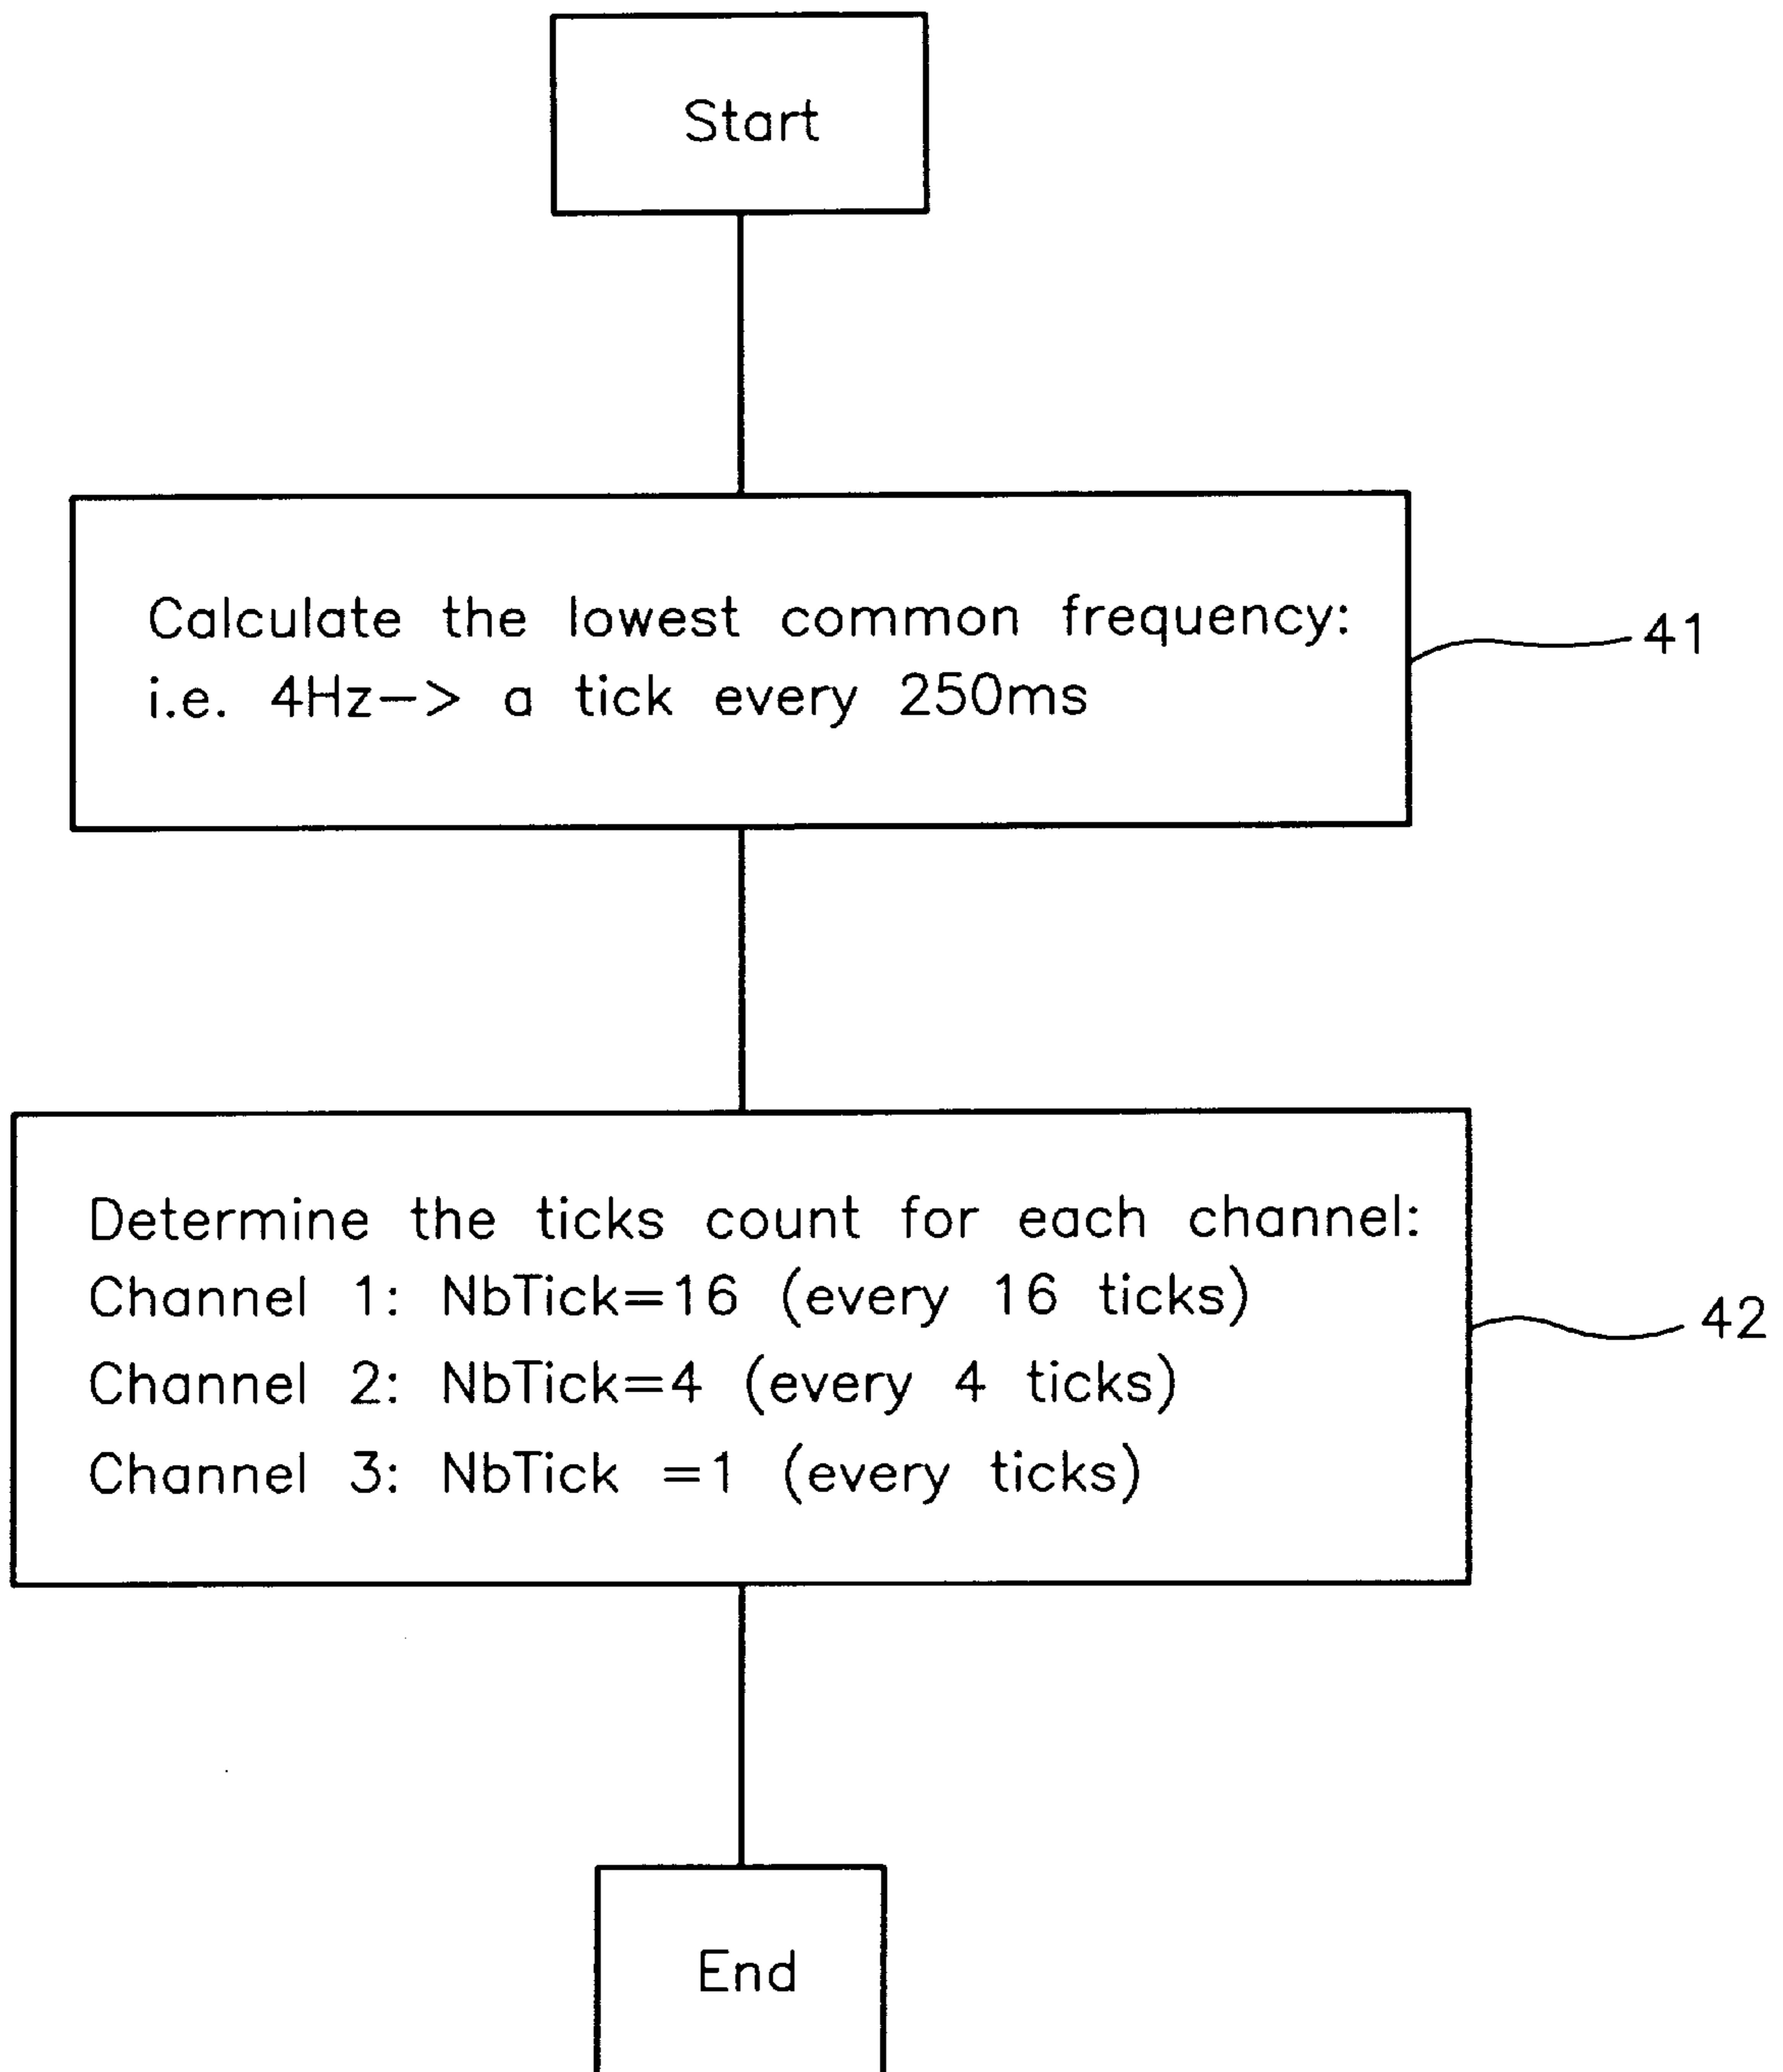 Start
Calculate the lowest common frequency:
i.e. 4Hz-> a tick every 250ms
41
Determine the ticks count for each channel:
Channel 1: NbTick=16 (every 16 ticks)
Channel 2: NbTick=4 (every 4 ticks)
Channel 3: NbTick =1 (every ticks)
42
End